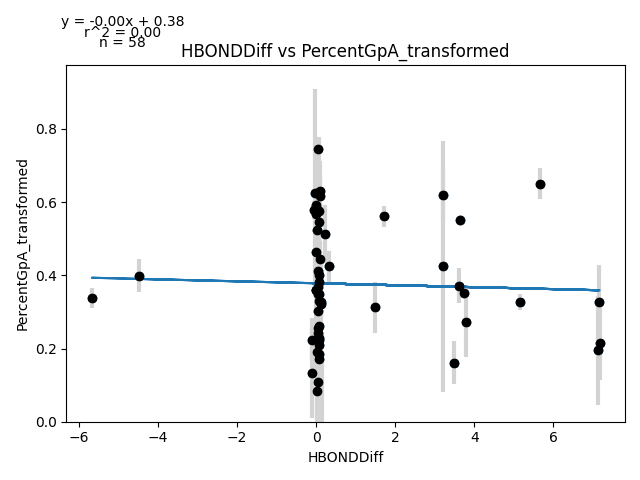 y = -0.00x + 0.38
r^2 = 0.00
n = 58
HBONDDiff vs PercentGpA_transformed
PercentGpA_transformed
0.8
0.6
0.4
0.2
0.0
−6
−4
−2
0
2
4
6
HBONDDiff